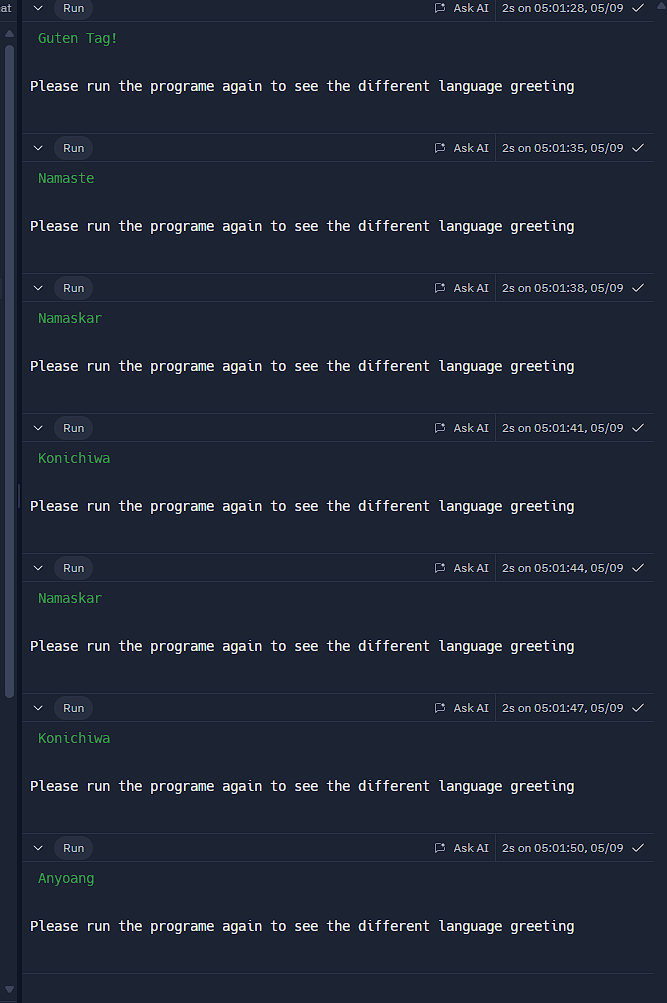 at Run Ask AI 2s on 05:01:28, 05/09
Guten Tag!
Please run the programe again to see the different language greeting
Run Ask AI 2s on 05:01:35, 05/09
Namaste
Please run the programe again to see the different language greeting
Run Ask AI 2s on 05:01:38, 05/09
Namaskar
Please run the programe again to see the different language greeting
Run Ask AI 2s on 05:01:41, 05/09
Konichiwa
Please run the programe again to see the different language greeting
Run Ask AI 2s on 05:01:44, 05/09
Namaskar
Please run the programe again to see the different language greeting
Run Ask AI 2s on 05:01:47, 05/09
Konichiwa
Please run the programe again to see the different language greeting
Run Ask AI 2s on 05:01:50, 05/09
Anyoang
Please run the programe again to see the different language greeting